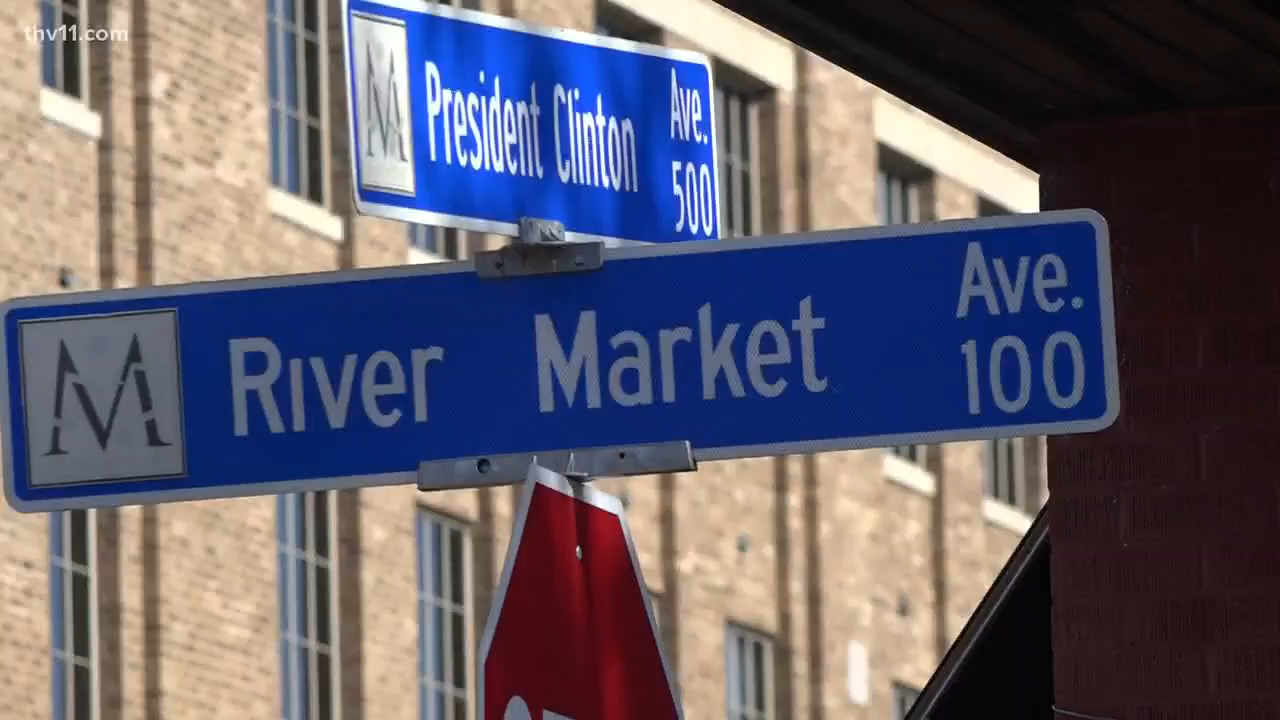 thv11.com
M President Clinton Ave.
500
M River Market Ave.
100